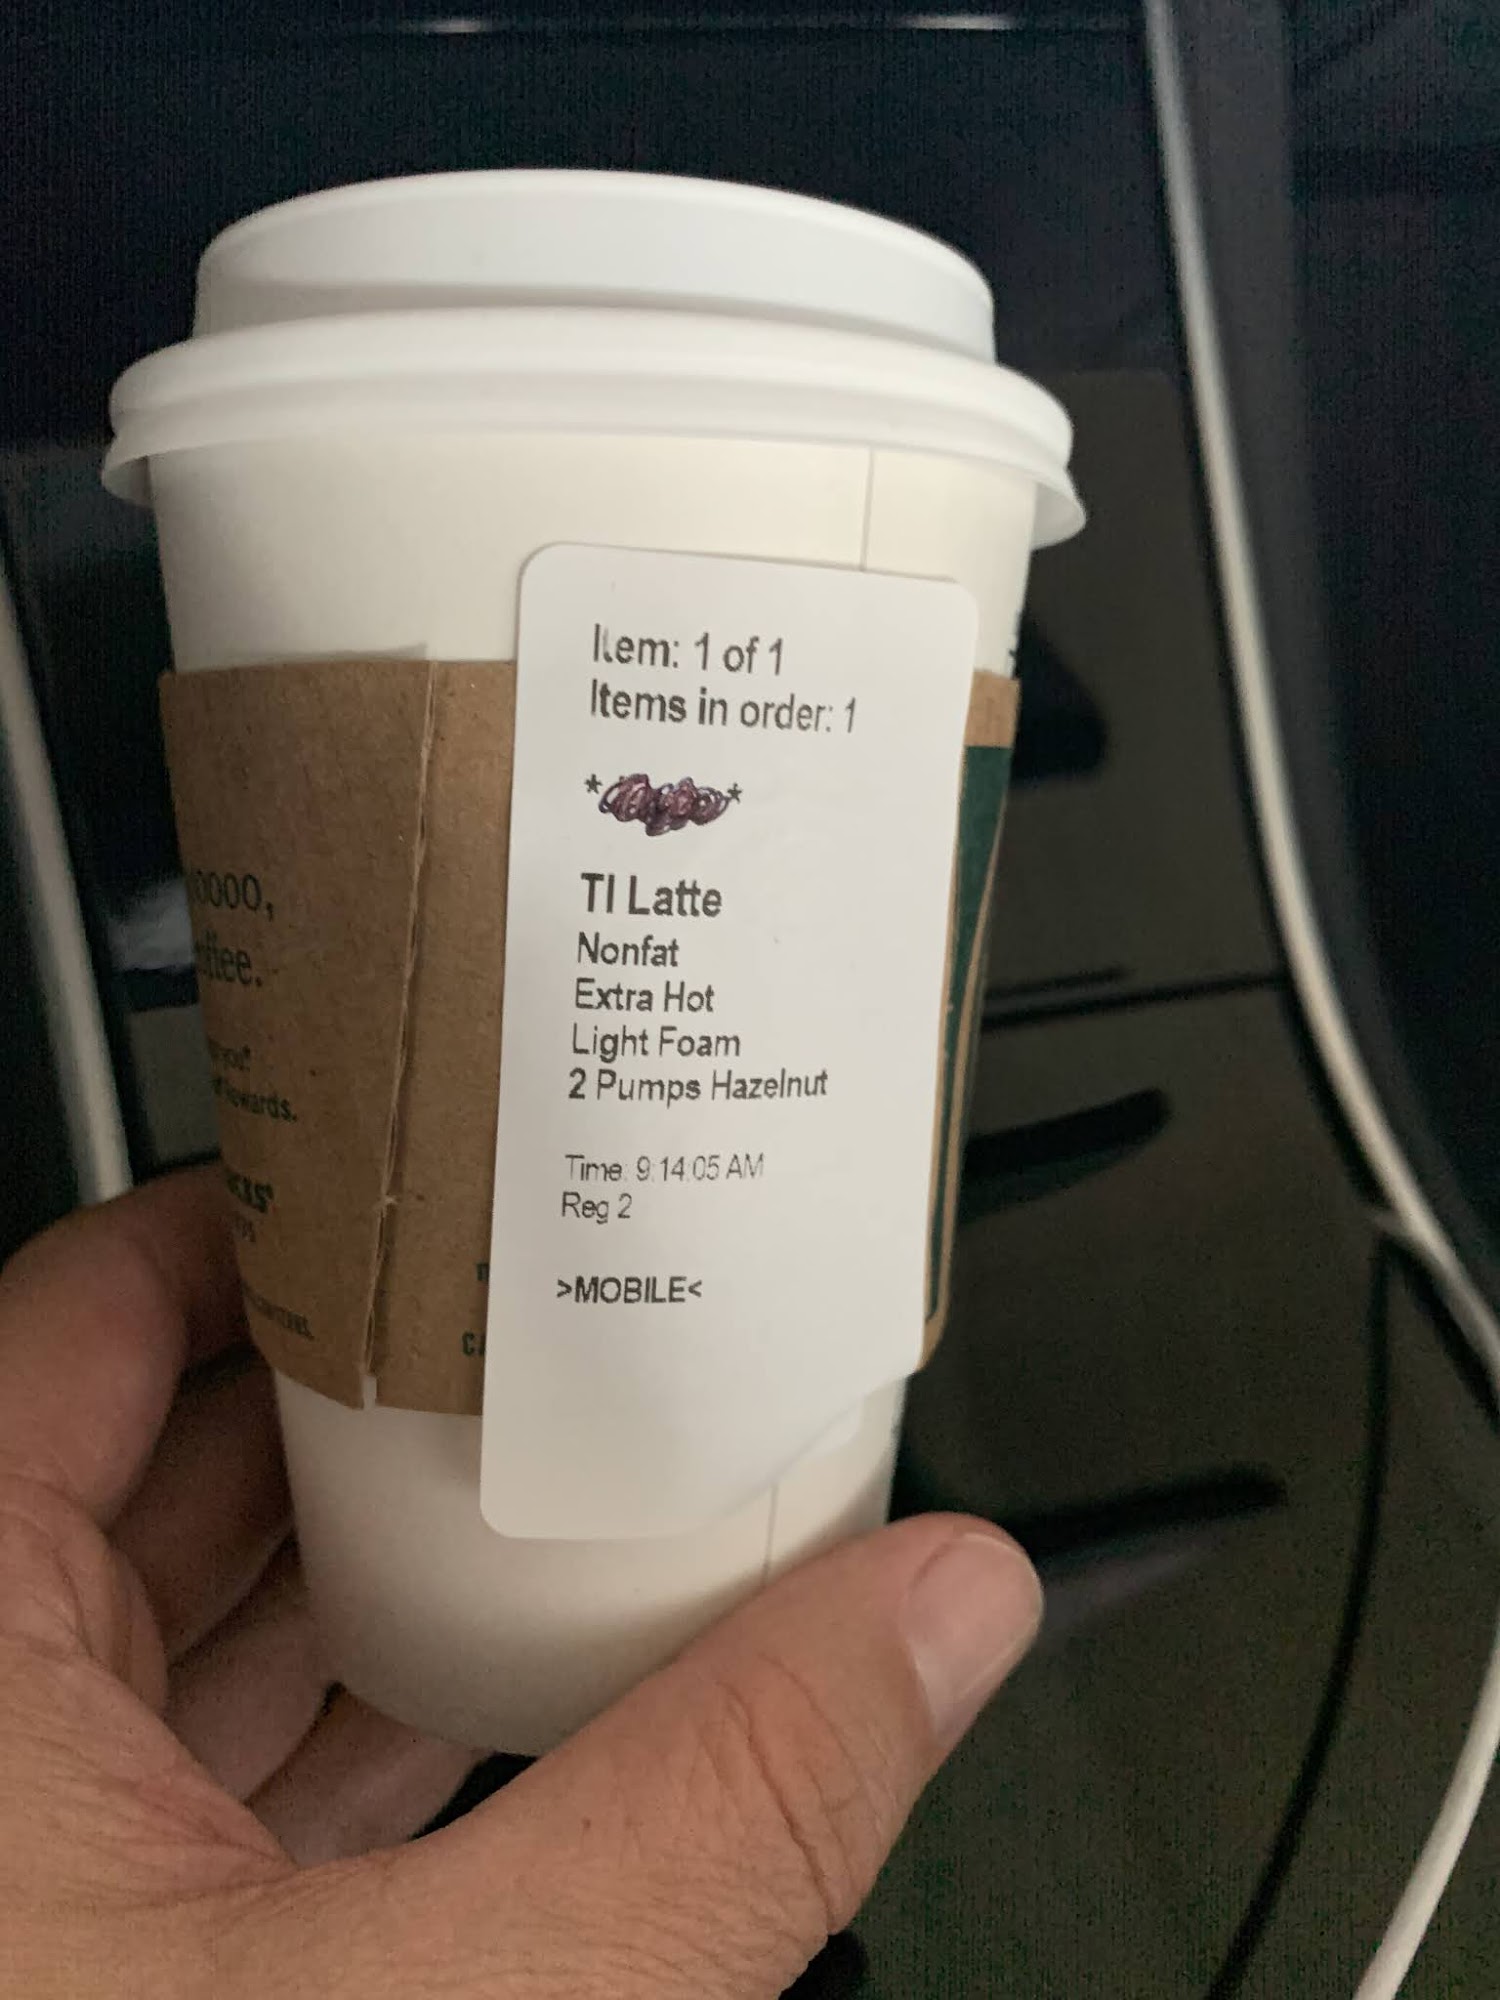 Item: 1 of 1
Items in order: 1
* *
Tl Latte
Nonfat
Extra Hot
Light Foam
2 Pumps Hazelnut
Time: 9:14:05 AM
Reg 2
>MOBILE<